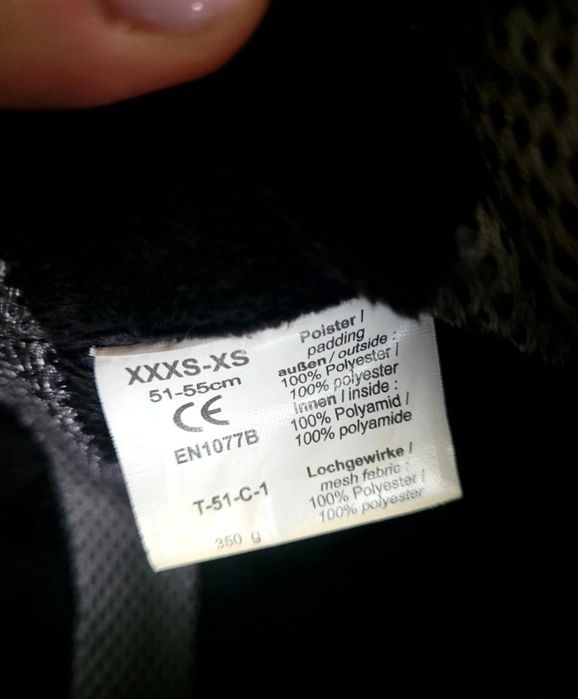 XXXS-XS
51-55cm
CE
EN1077B
T-51-C-1
350 g
Polster /
padding
außen / outside :
100% Polyester /
100% polyester
Innen / inside :
100% Polyamid /
100% polyamide
Lochgewirke /
mesh fabric :
100% Polyester /
100% polyester